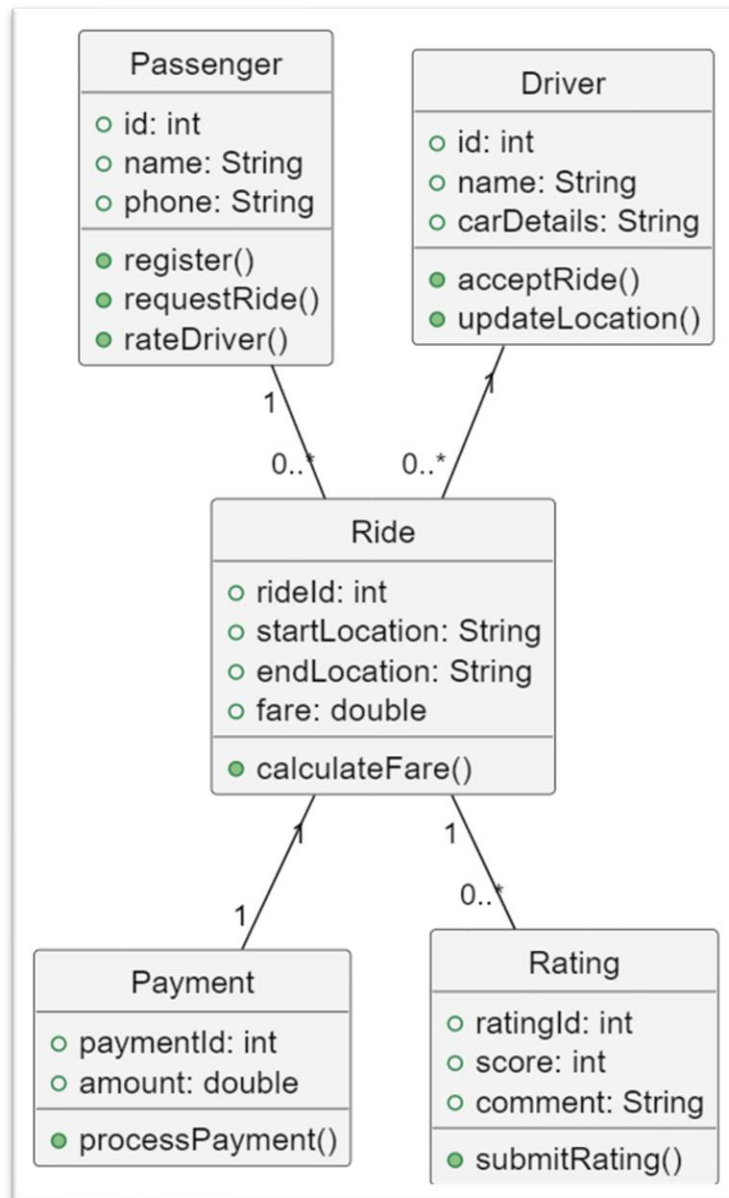 Passenger
id: int
name: String
phone: String
register()
requestRide()
rateDriver()
Driver
id: int
name: String
carDetails: String
acceptRide()
updateLocation()
1
0..*
1
0..*
Ride
rideId: int
startLocation: String
endLocation: String
fare: double
calculateFare()
1
1
1
0..*
Payment
paymentId: int
amount: double
processPayment()
Rating
ratingId: int
score: int
comment: String
submitRating()